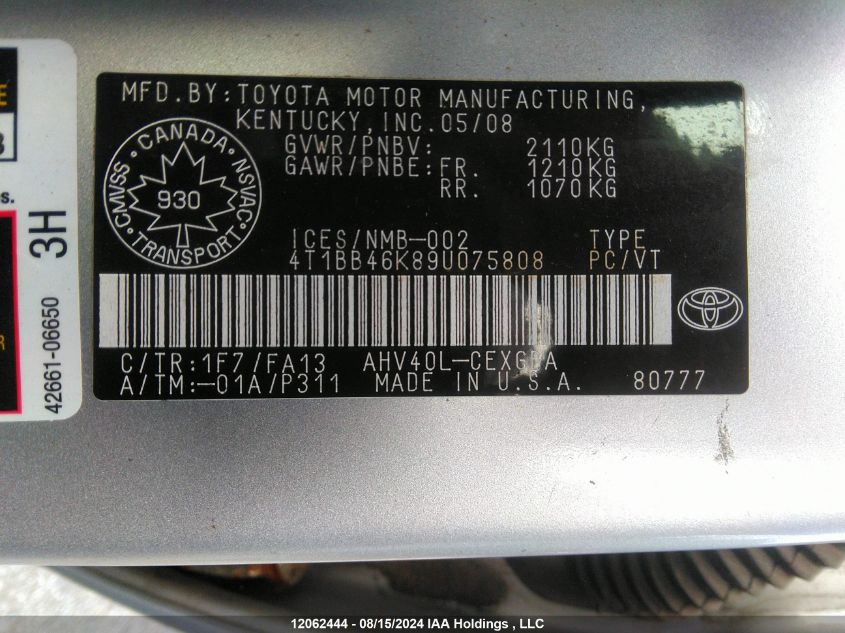 MFD.BY:TOYOTA MOTOR MANUFACTURING,
KENTUCKY,INC.05/08
GVWR/PNBV: 2110KG
GAWR/PNBE:FR. 1210KG
RR. 1070KG
CANADA
CMVSS NSVAC
930
TRANSPORT
ICES/NMB-002 TYPE
4T1BB46K89U075808 PC/VT
C/TR:1F7/FA13
A/TM:-01A/P311 MADE IN U.S.A. 80777
3H
42661-06650
12062444 - 08/15/2024 IAA Holdings , LLC